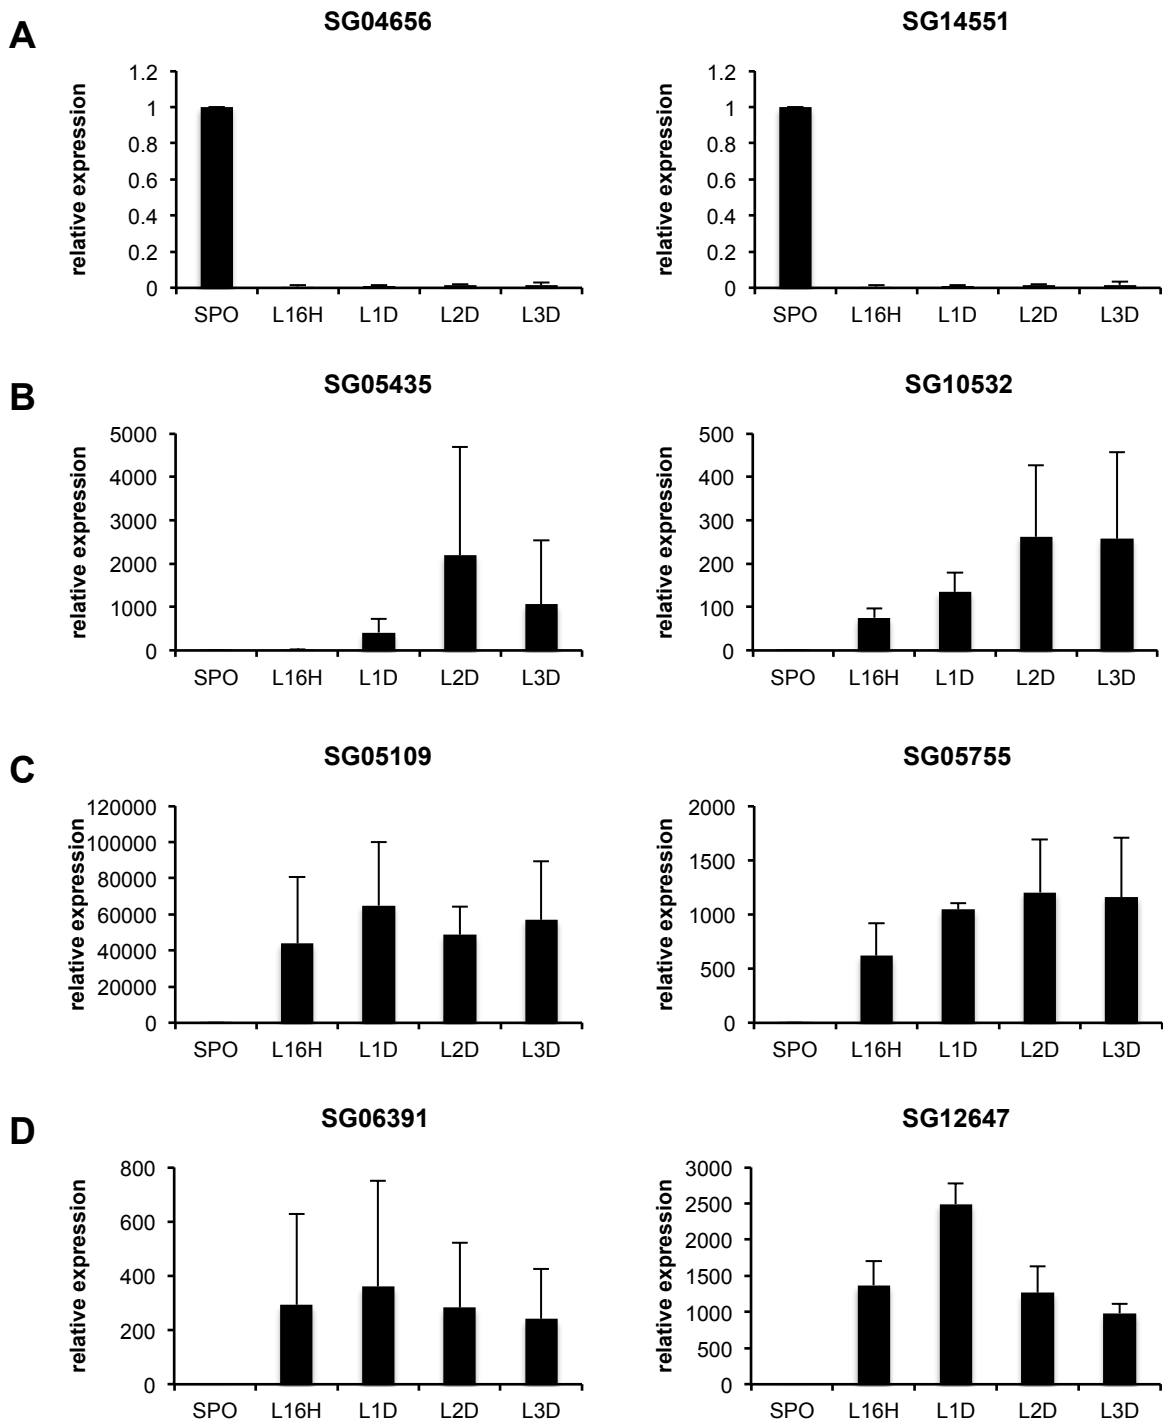 A
SG04656
relative expression
1.2
1
0.8
0.6
0.4
0.2
0
SPO L16H L1D L2D L3D
SG14551
relative expression
1.2
1
0.8
0.6
0.4
0.2
0
SPO L16H L1D L2D L3D
B
SG05435
relative expression
5000
4000
3000
2000
1000
0
SPO L16H L1D L2D L3D
SG10532
relative expression
500
400
300
200
100
0
SPO L16H L1D L2D L3D
C
SG05109
relative expression
120000
100000
80000
60000
40000
20000
0
SPO L16H L1D L2D L3D
SG05755
relative expression
2000
1500
1000
500
0
SPO L16H L1D L2D L3D
D
SG06391
relative expression
800
600
400
200
0
SPO L16H L1D L2D L3D
SG12647
relative expression
3000
2500
2000
1500
1000
500
0
SPO L16H L1D L2D L3D